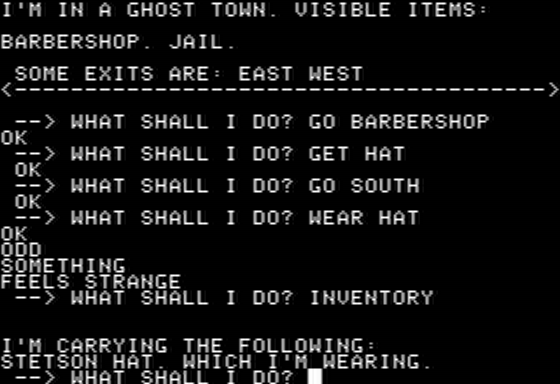 I'M IN A GHOST TOWN. VISIBLE ITEMS:
BARBERSHOP. JAIL.
SOME EXITS ARE: EAST WEST
<--------------------------------------->
--> WHAT SHALL I DO? GO BARBERSHOP
OK
--> WHAT SHALL I DO? GET HAT
OK
--> WHAT SHALL I DO? GO SOUTH
OK
--> WHAT SHALL I DO? WEAR HAT
OK
ODD
SOMETHING
FEELS STRANGE
--> WHAT SHALL I DO? INVENTORY
I'M CARRYING THE FOLLOWING:
STETSON HAT. WHICH I'M WEARING.
--> WHAT SHALL I DO?